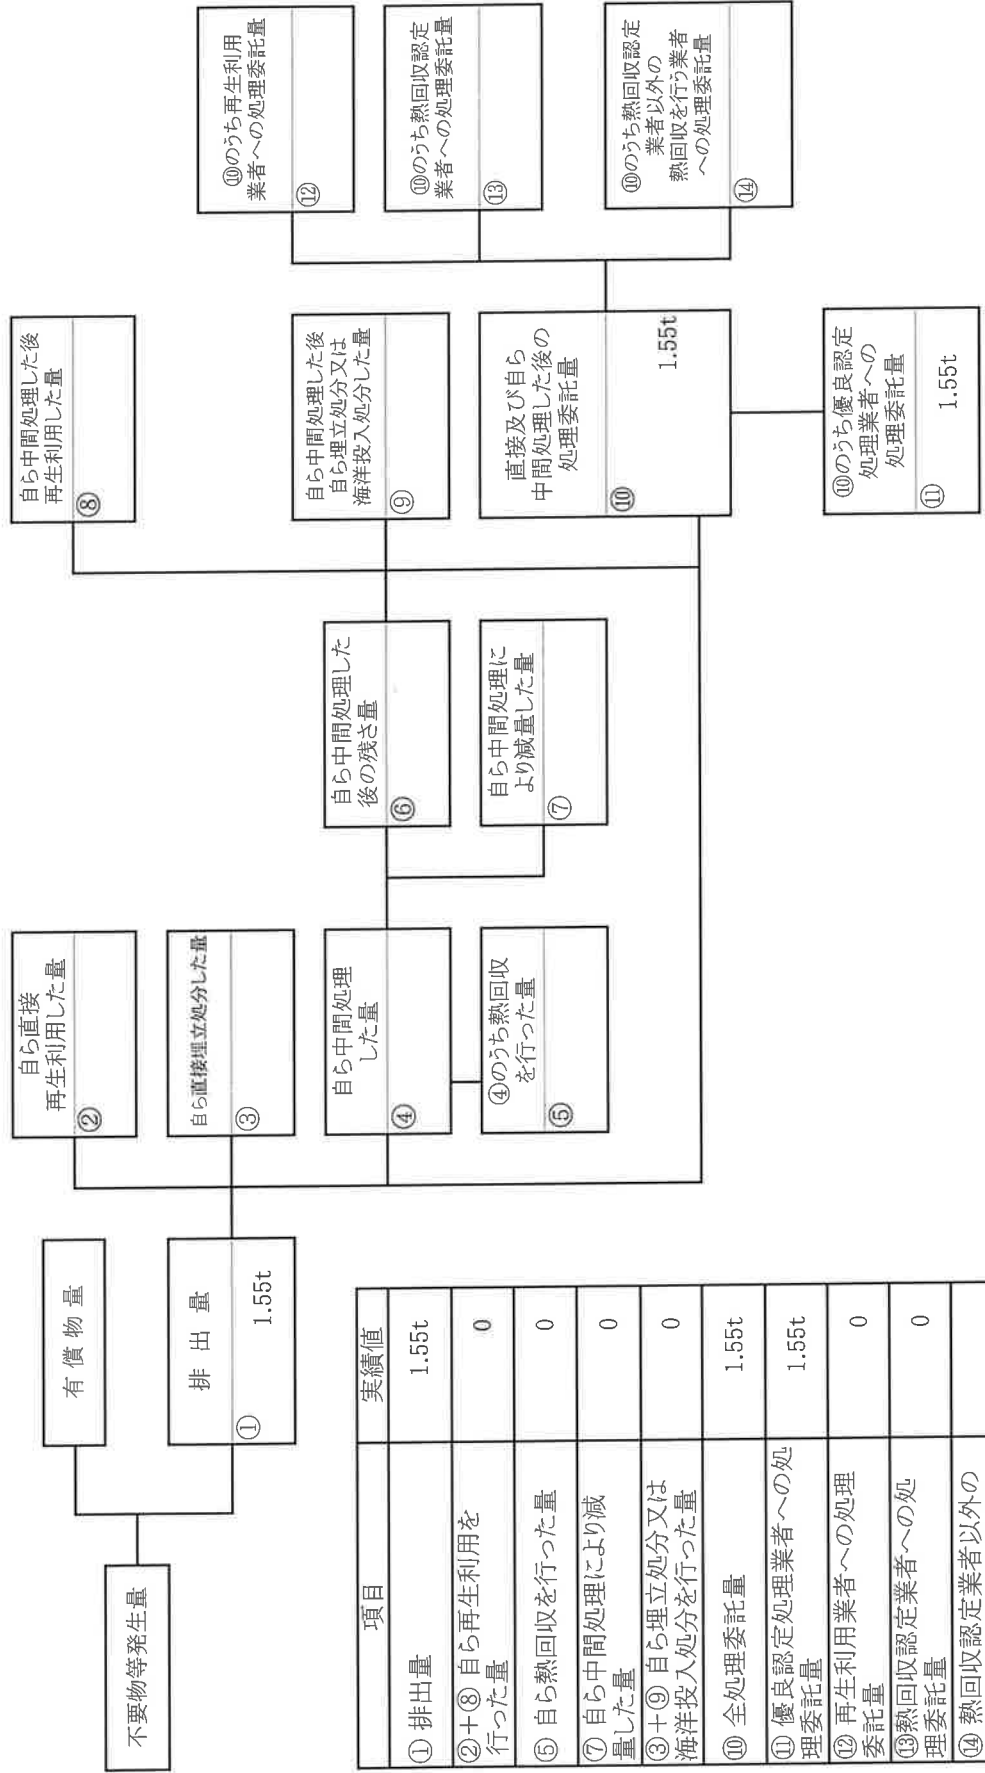 不要物等発生量
有償物量
排出量
①
1.55t
自ら直接
再生利用した量
②
自ら直接埋立処分した量
③
自ら中間処理
した量
④
④のうち熱回収
を行った量
⑤
自ら中間処理した
後の残さ量
⑥
自ら中間処理に
より減量した量
⑦
自ら中間処理した後
再生利用した量
⑧
自ら中間処理した後
自ら埋立処分又は
海洋投入処分した量
⑨
直接及び自ら
中間処理した後の
処理委託量
⑩
1.55t
⑩のうち優良認定
処理業者への
処理委託量
⑪
1.55t
⑩のうち再生利用
業者への処理委託量
⑫
⑩のうち熱回収認定
業者への処理委託量
⑬
⑩のうち熱回収認定
業者以外の
熱回収を行う業者
への処理委託量
⑭
項目 実績値
① 排出量 1.55t
②+⑧ 自ら再生利用を
行った量 0
⑤ 自ら熱回収を行った量 0
⑦ 自ら中間処理により減
量した量 0
③+⑨ 自ら埋立処分又は
海洋投入処分を行った量 0
⑩ 全処理委託量 1.55t
⑪ 優良認定処理業者への処
理委託量 1.55t
⑫ 再生利用業者への処理
委託量 0
⑬熱回収認定業者への処
理委託量 0
⑭ 熱回収認定業者以外の